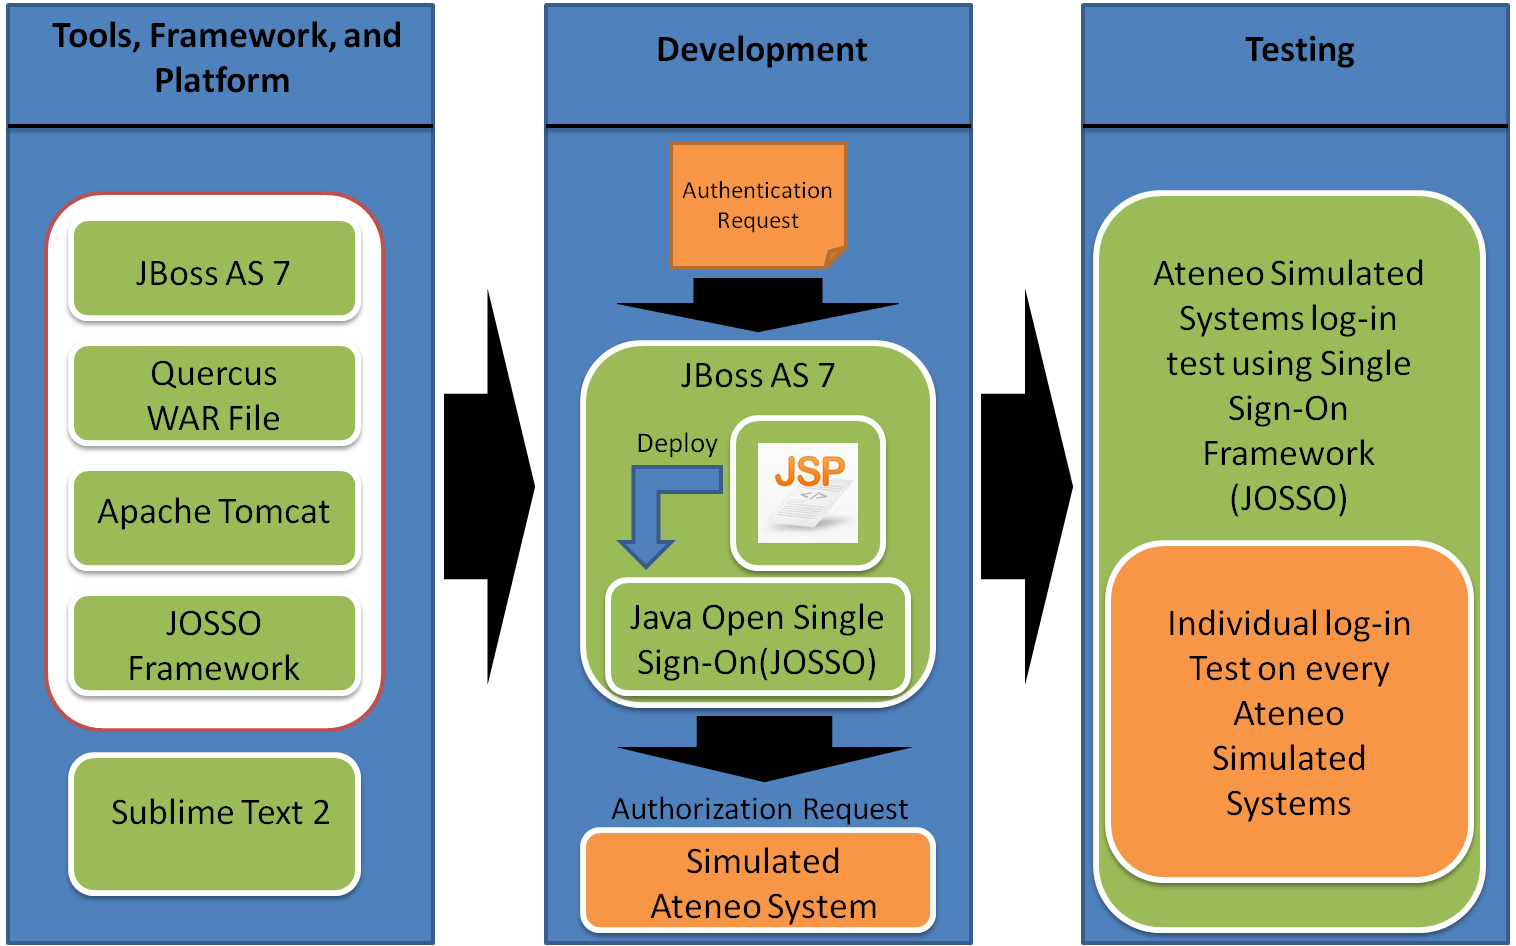 Tools, Framework, and
Platform
JBoss AS 7
Quercus
WAR File
Apache Tomcat
JOSSO
Framework
Sublime Text 2
Development
Authentication
Request
JBoss AS 7
Deploy
JSP
</>
Java Open Single
Sign-On(JOSSO)
Authorization Request
Simulated
Ateneo System
Testing
Ateneo Simulated
Systems log-in
test using Single
Sign-On
Framework
(JOSSO)
Individual log-in
Test on every
Ateneo
Simulated
Systems